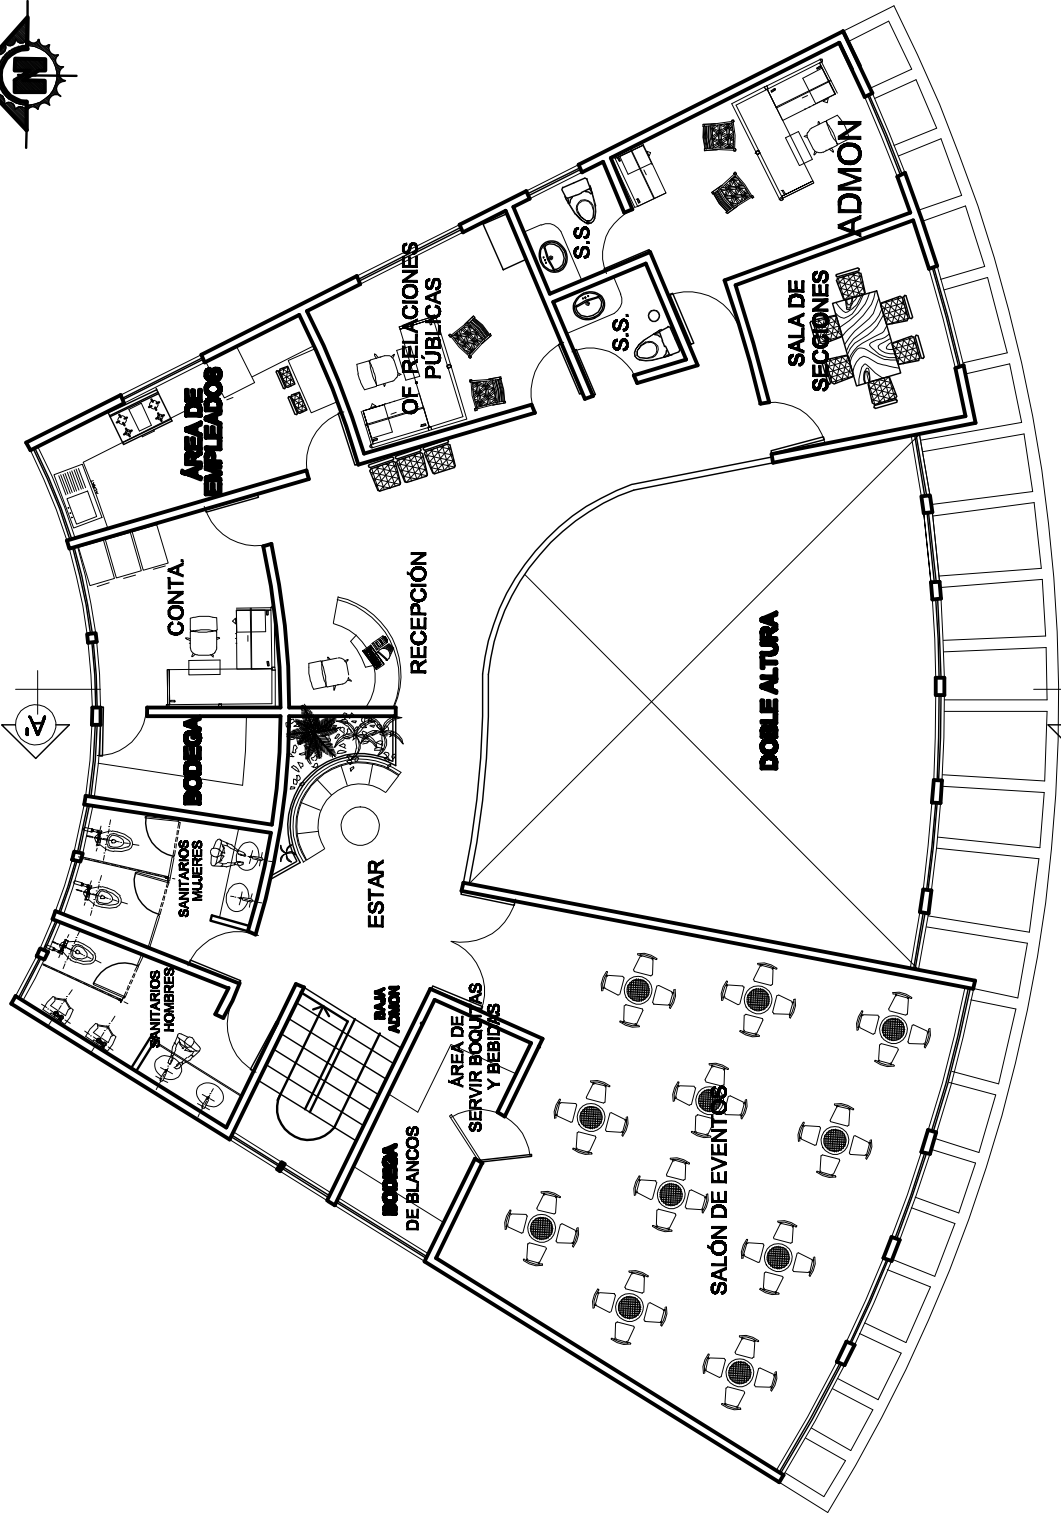 N
ADMON
S.S.
OF. RELACIONES
PÚBLICAS
S.S.
SALA DE
SECCIONES
ÁREA DE
EMPLEADOS
CONTA.
RECEPCIÓN
DOBLE ALTURA
A'
BODEGA
SANITARIOS
MUJERES
ESTAR
SANITARIOS
HOMBRES
BAJA
ADMON
ÁREA DE
SERVIR BOQUITAS
Y BEBIDAS
BODEGA
DE BLANCOS
SALÓN DE EVENTOS